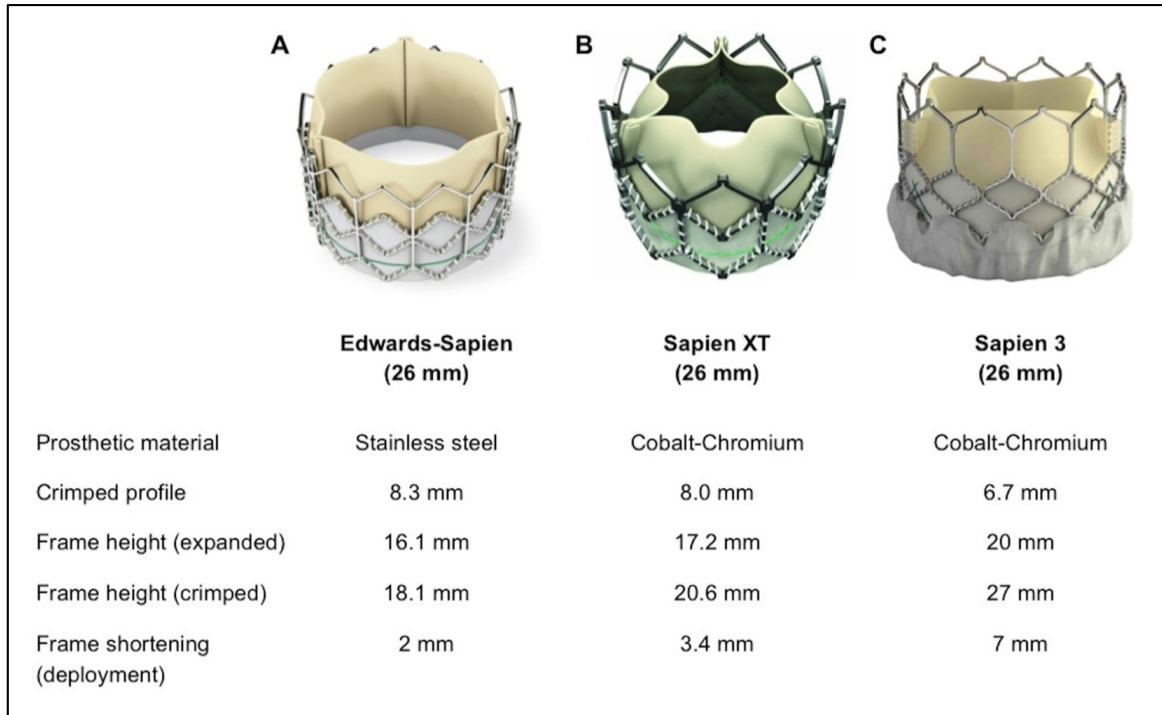 A B C
Edwards-Sapien Sapien XT Sapien 3
(26 mm) (26 mm) (26 mm)
Prosthetic material Stainless steel Cobalt-Chromium Cobalt-Chromium
Crimped profile 8.3 mm 8.0 mm 6.7 mm
Frame height (expanded) 16.1 mm 17.2 mm 20 mm
Frame height (crimped) 18.1 mm 20.6 mm 27 mm
Frame shortening 2 mm 3.4 mm 7 mm
(deployment)